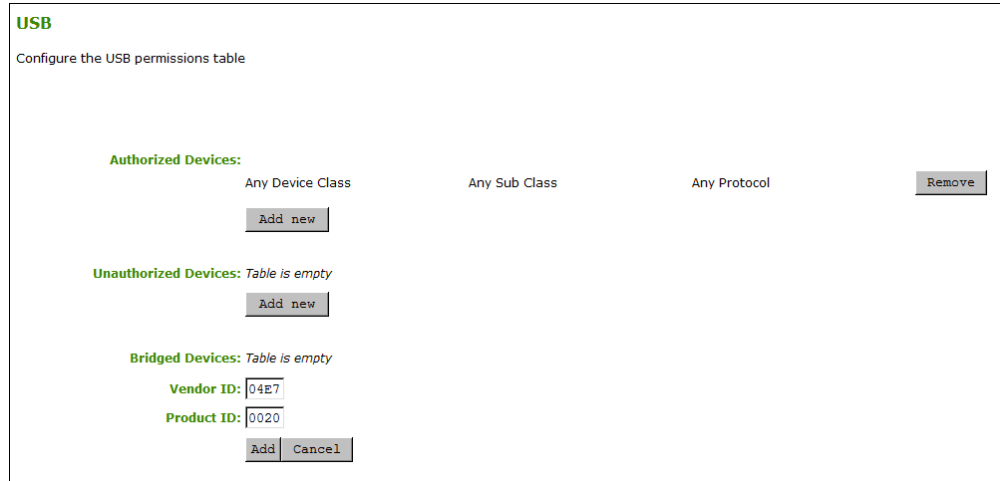 USB
Configure the USB permissions table
Authorized Devices:
Any Device Class Any Sub Class Any Protocol Remove
Add new
Unauthorized Devices: Table is empty
Add new
Bridged Devices: Table is empty
Vendor ID: 04E7
Product ID: 0020
Add Cancel